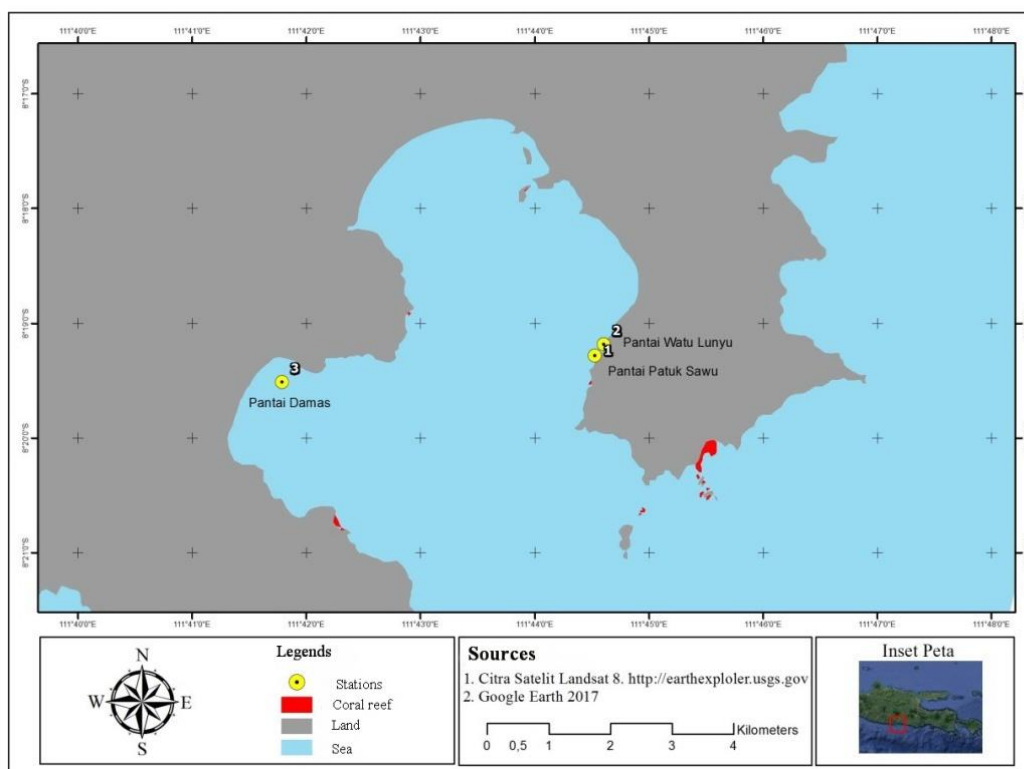 111°40'0"E 111°41'0"E 111°42'0"E 111°43'0"E 111°44'0"E 111°45'0"E 111°46'0"E 111°47'0"E 111°48'0"E
8°17'0"S
8°18'0"S
8°19'0"S
8°20'0"S
8°21'0"S
2
Pantai Watu Lunyu
1
Pantai Patuk Sawu
3
Pantai Damas
111°40'0"E 111°41'0"E 111°42'0"E 111°43'0"E 111°44'0"E 111°45'0"E 111°46'0"E 111°47'0"E 111°48'0"E
N
W E
S
Legends
Stations
Coral reef
Land
Sea
Sources
1. Citra Satelit Landsat 8. http://earthexploler.usgs.gov
2. Google Earth 2017
Kilometers
0 0,5 1 2 3 4
Inset Peta